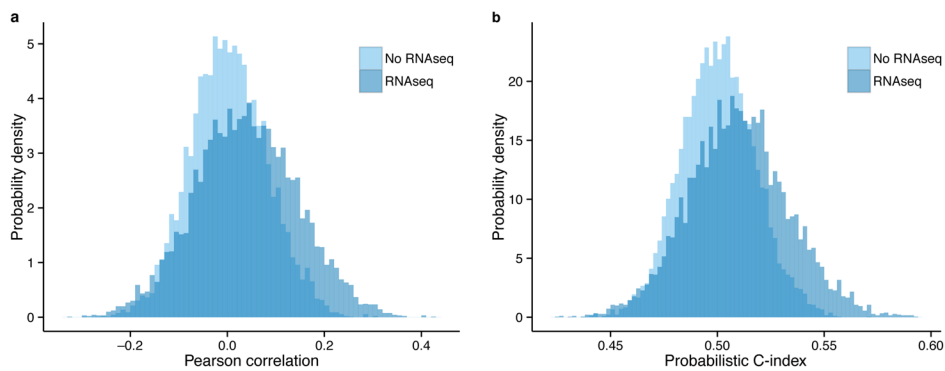 a
5
4
3
2
1
0
Probability density
No RNAseq
RNAseq
−0.2 0.0 0.2 0.4
Pearson correlation
b
20
15
10
5
0
Probability density
No RNAseq
RNAseq
0.45 0.50 0.55 0.60
Probabilistic C-index